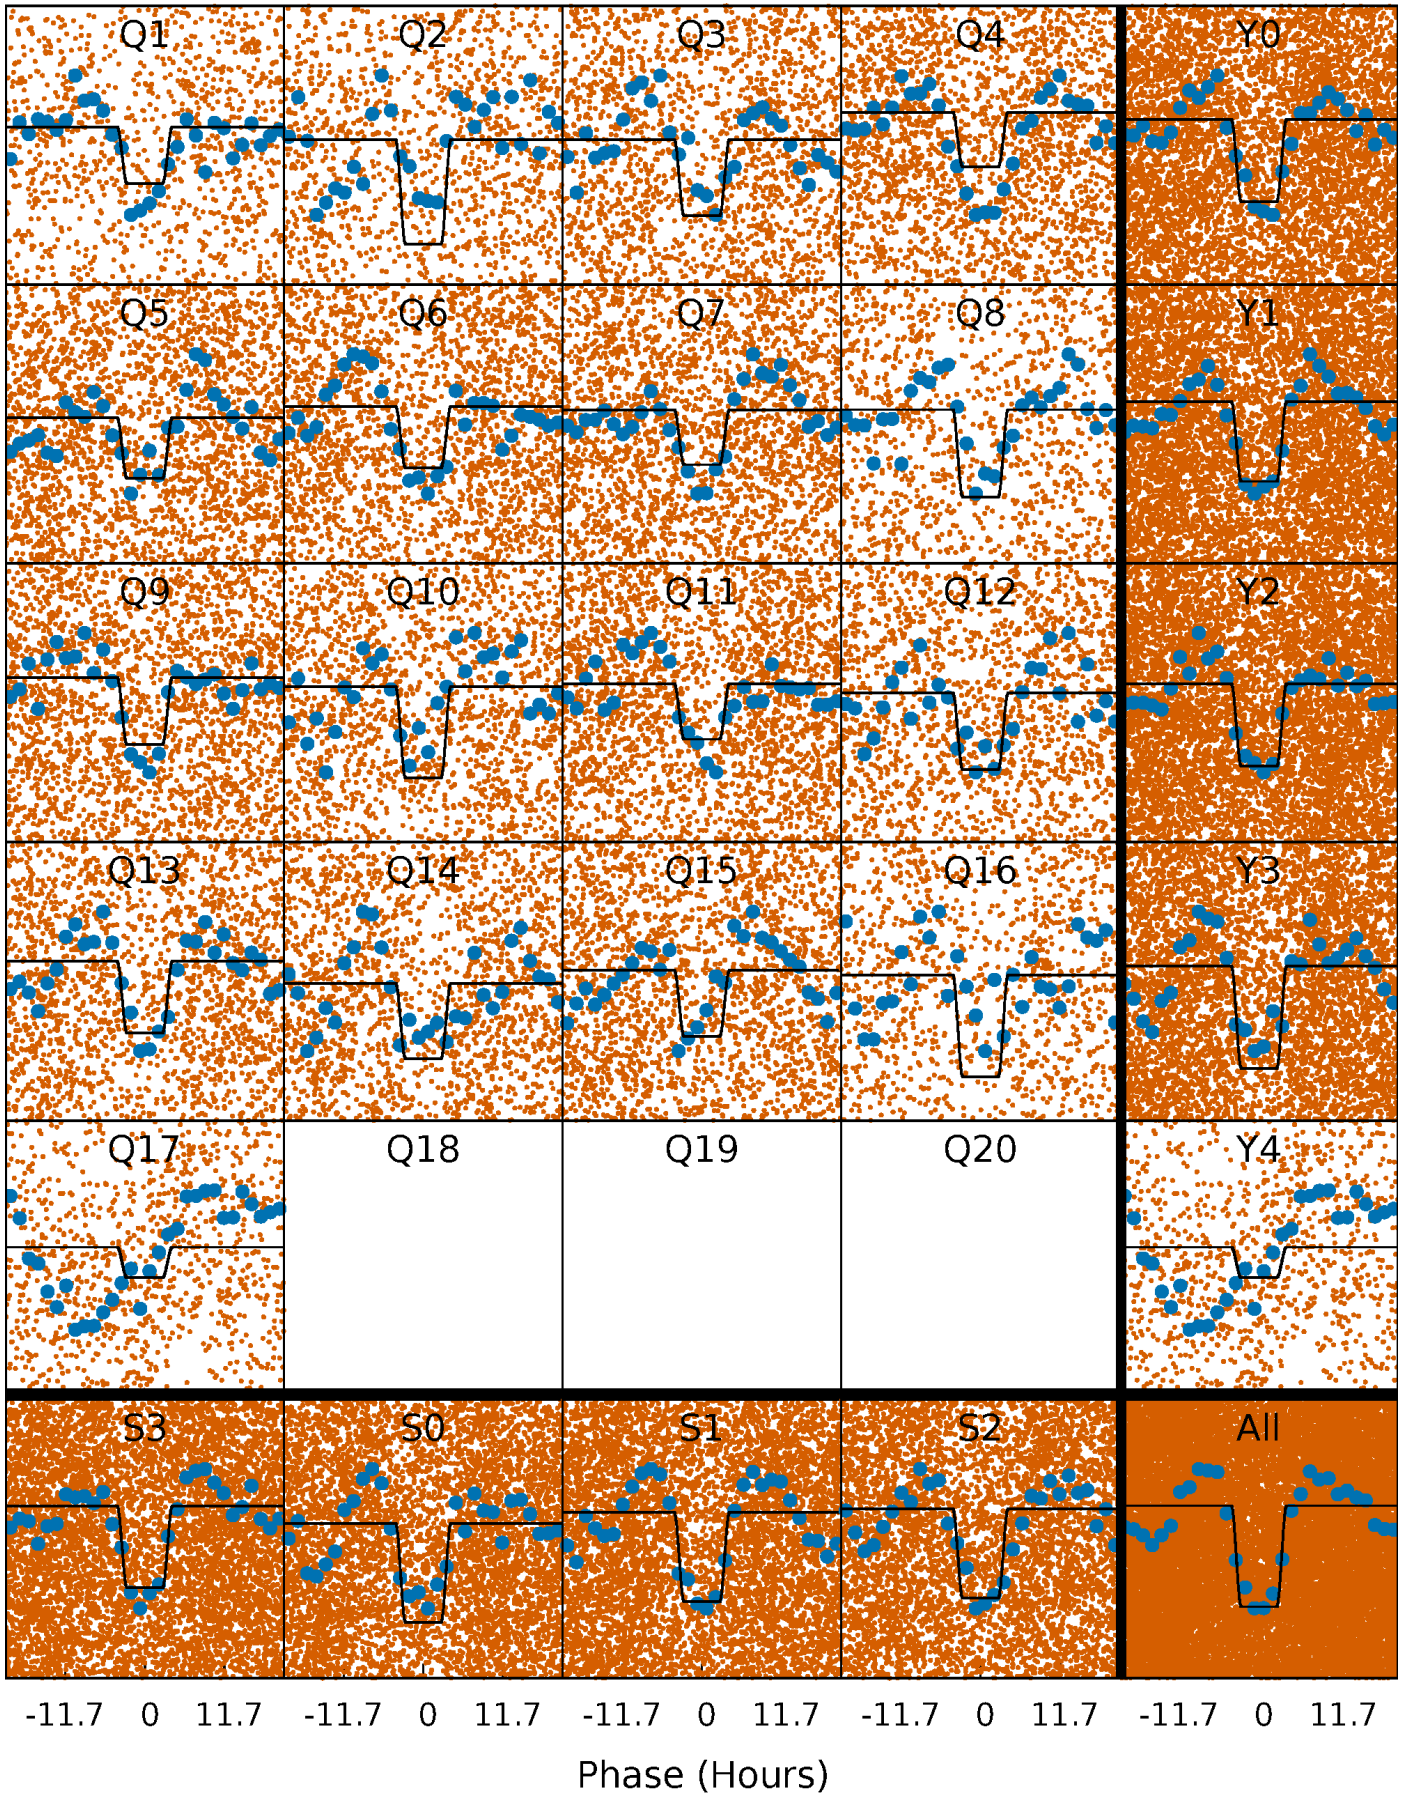 Q1 Q2 Q3 Q4 Y0
Q5 Q6 Q7 Q8 Y1
Q9 Q10 Q11 Q12 Y2
Q13 Q14 Q15 Q16 Y3
Q17 Q18 Q19 Q20 Y4
S3 S0 S1 S2 All
-11.7 0 11.7 -11.7 0 11.7 -11.7 0 11.7 -11.7 0 11.7 -11.7 0 11.7
Phase (Hours)